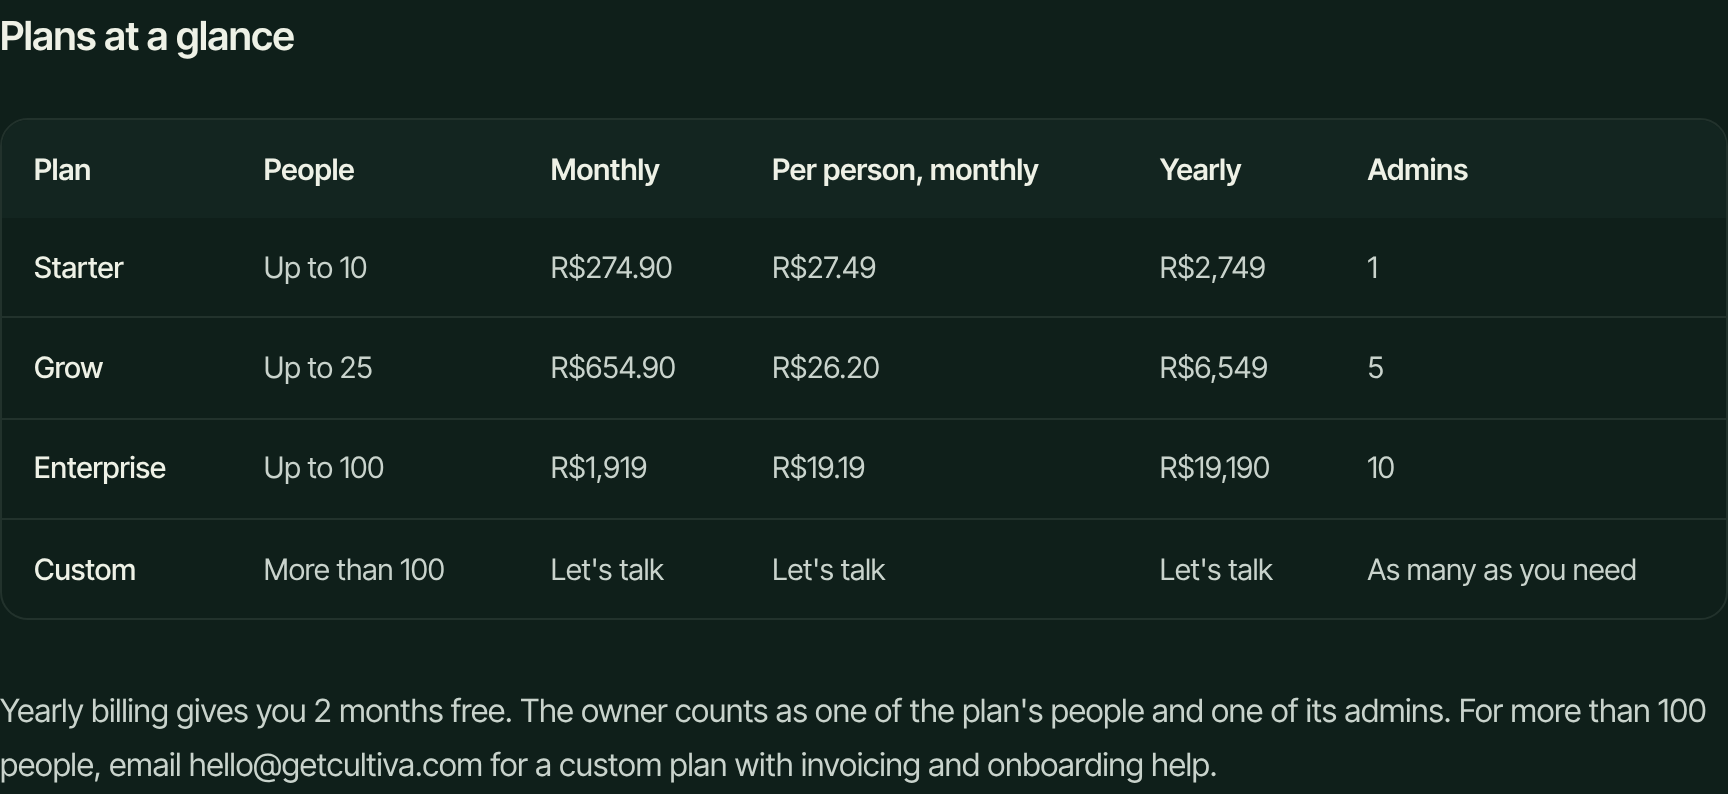 Plans at a glance
Plan People Monthly Per person, monthly Yearly Admins
Starter Up to 10 R$274.90 R$27.49 R$2,749 1
Grow Up to 25 R$654.90 R$26.20 R$6,549 5
Enterprise Up to 100 R$1,919 R$19.19 R$19,190 10
Custom More than 100 Let's talk Let's talk Let's talk As many as you need
Yearly billing gives you 2 months free. The owner counts as one of the plan's people and one of its admins. For more than 100
people, email hello@getcultiva.com for a custom plan with invoicing and onboarding help.